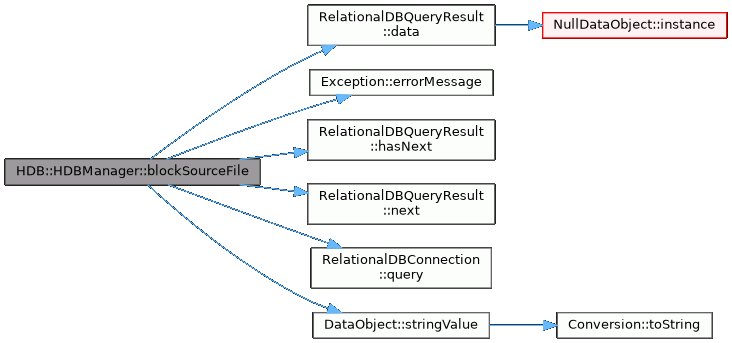 RelationalDBQueryResult
::data
NullDataObject::instance
Exception::errorMessage
RelationalDBQueryResult
::hasNext
HDB::HDBManager::blockSourceFile
RelationalDBQueryResult
::next
RelationalDBConnection
::query
DataObject::stringValue
Conversion::toString